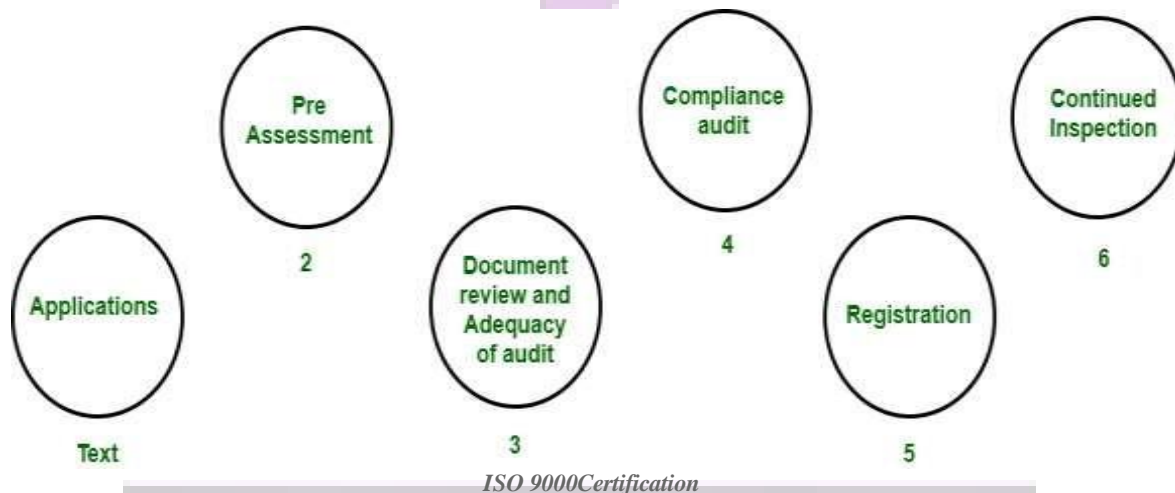 Applications
Text
Pre
Assessment
2
Document
review and
Adequacy
of audit
3
Compliance
audit
4
Registration
5
Continued
Inspection
6
ISO 9000Certification